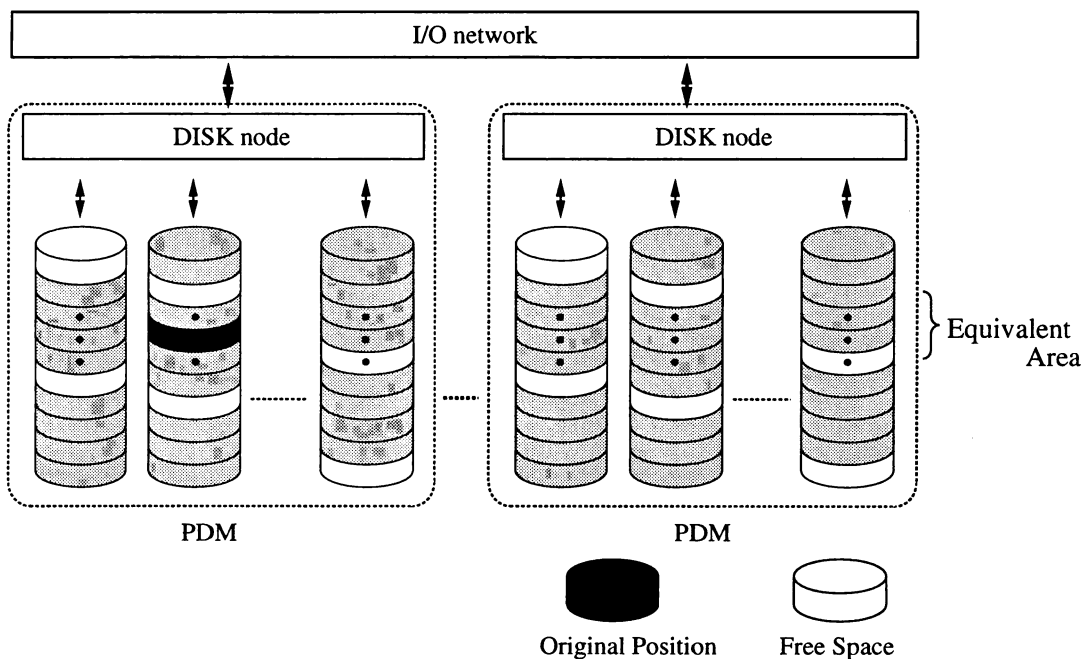 I/O network
DISK node
DISK node
Equivalent
Area
PDM
PDM
Original Position
Free Space